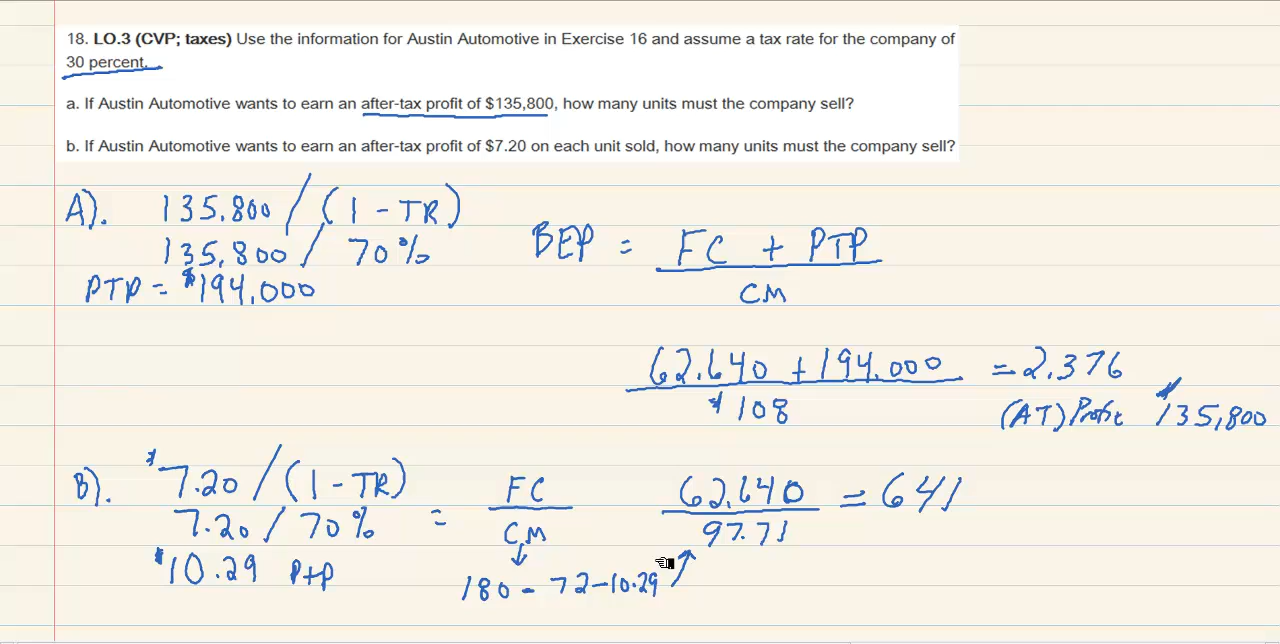 18. LO.3 (CVP; taxes) Use the information for Austin Automotive in Exercise 16 and assume a tax rate for the company of
30 percent.
a. If Austin Automotive wants to earn an after-tax profit of $135,800, how many units must the company sell?
b. If Austin Automotive wants to earn an after-tax profit of $7.20 on each unit sold, how many units must the company sell?
A). 135,800 / (1 - TR)
135,800 / 70%
PTP = $194,000
BEP = FC + PTP
CM
62,640 + 194,000 = 2,376
$108
(AT) Profit $135,800
B). $7.20 / (1 - TR)
7.20 / 70%
$10.29 PTP
= FC
CM
180 - 72 - 10.29
62,640 = 641
97.71